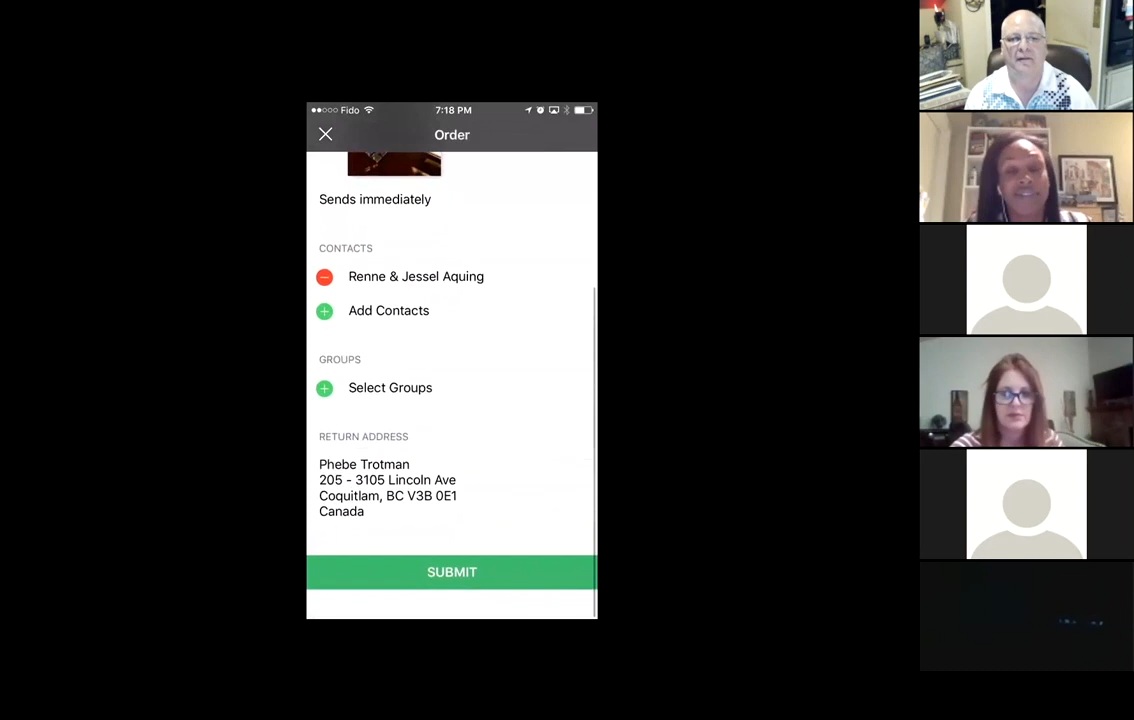 Fido 7:18 PM
Order
Sends immediately
CONTACTS
Renne & Jessel Aquing
Add Contacts
GROUPS
Select Groups
RETURN ADDRESS
Phebe Trotman
205 - 3105 Lincoln Ave
Coquitlam, BC V3B 0E1
Canada
SUBMIT